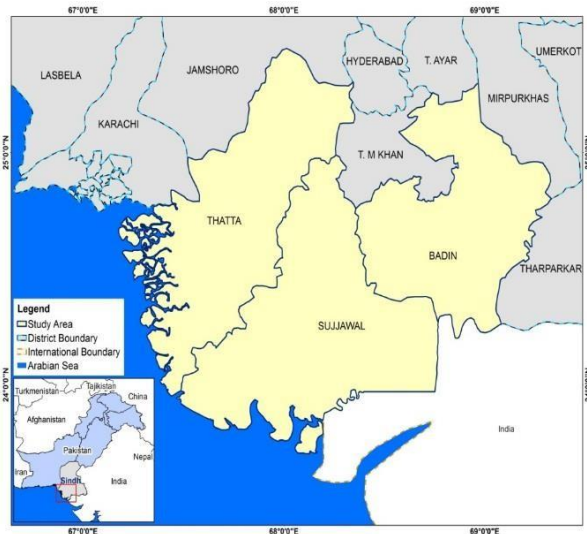 67°0'0"E
68°0'0"E
69°0'0"E
LASBELA
JAMSHORO
HYDERABAD
T. AYAR
UMERKOT
KARACHI
MIRPURKHAS
25°0'0"N
T. M KHAN
THATTA
BADIN
THARPARKAR
SUJJAWAL
Legend
Study Area
District Boundary
International Boundary
Arabian Sea
24°0'0"N
India
Turkmenistan
Tajikistan
China
Afghanistan
Pakistan
Nepal
Iran
Sindh
India
67°0'0"E
68°0'0"E
69°0'0"E